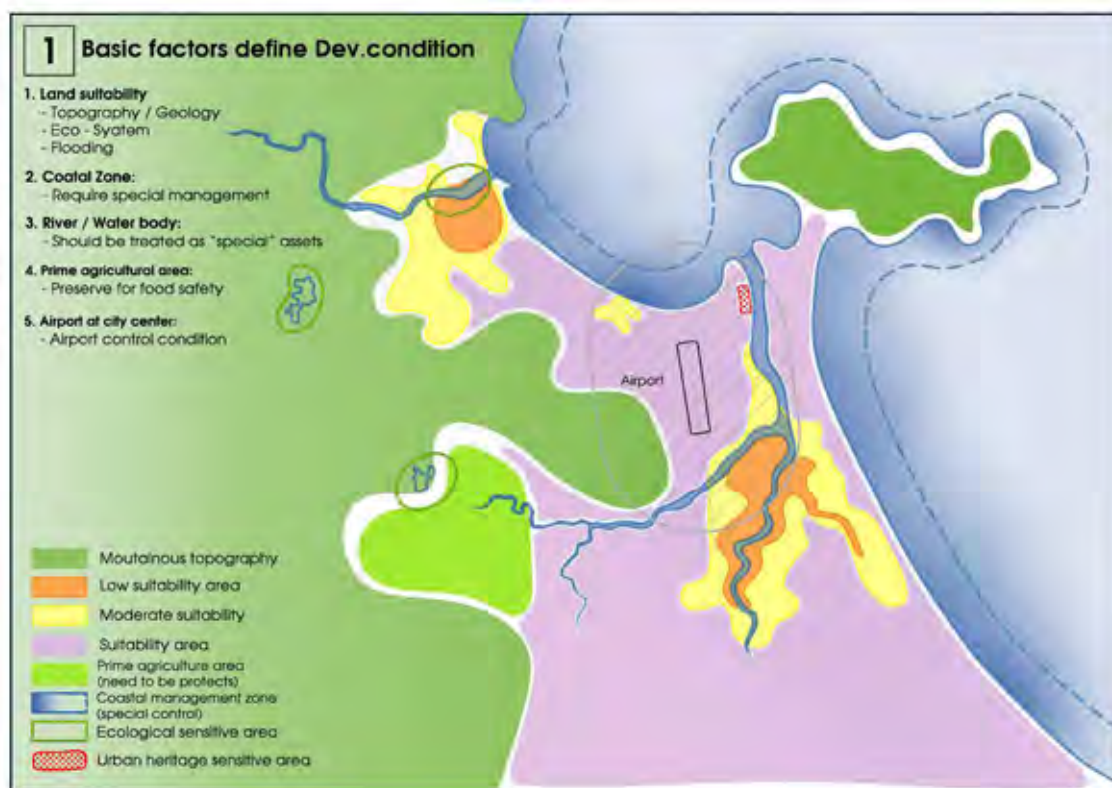 1 Basic factors define Dev.condition
1. Land suitability
- Topography / Geology
- Eco - Syatem
- Flooding
2. Coatal Zone:
- Require special management
3. River / Water body:
- Should be treated as "special" assets
4. Prime agricultural area:
- Preserve for food safety
5. Airport at city center:
- Airport control condition
Airport
Moutainous topography
Low suitability area
Moderate suitability
Suitability area
Prime agriculture area
(need to be protects)
Coastal management zone
(special control)
Ecological sensitive area
Urban heritage sensitive area